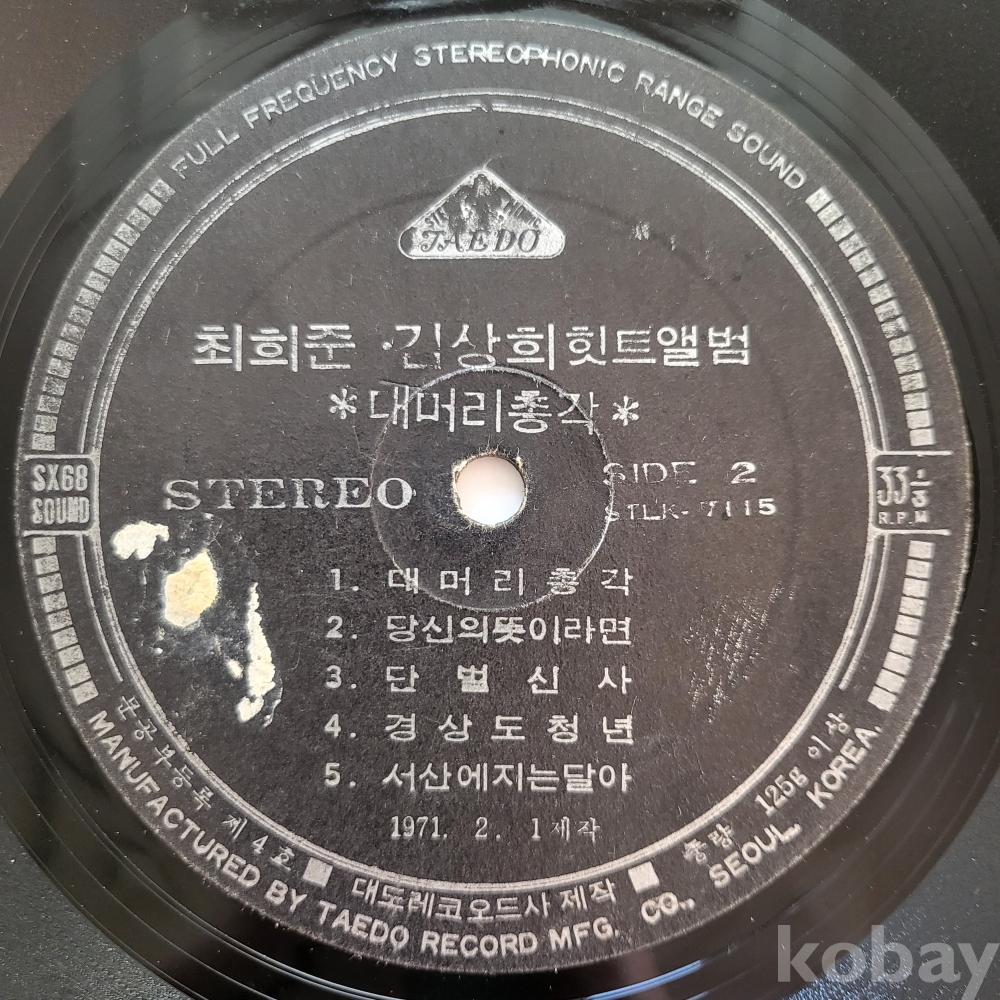 FULL FREQUENCY STEREOPHONIC RANGE SOUND
TAEDO
최희준·김상희힛트앨범
*대머리총각*
SX68
SOUND
STEREO
SIDE 2
STLK-7115
33 1/3
R.P.M
1. 대머리총각
2. 당신의뜻이라면
3. 단벌신사
4. 경상도청년
5. 서산에지는달아
1971. 2. 1제작
문공부등록 제4호 ■ 대도레코오드사 제작 ■ 중량 125g 이상
MANUFACTURED BY TAEDO RECORD MFG. CO., SEOUL, KOREA.
kobay